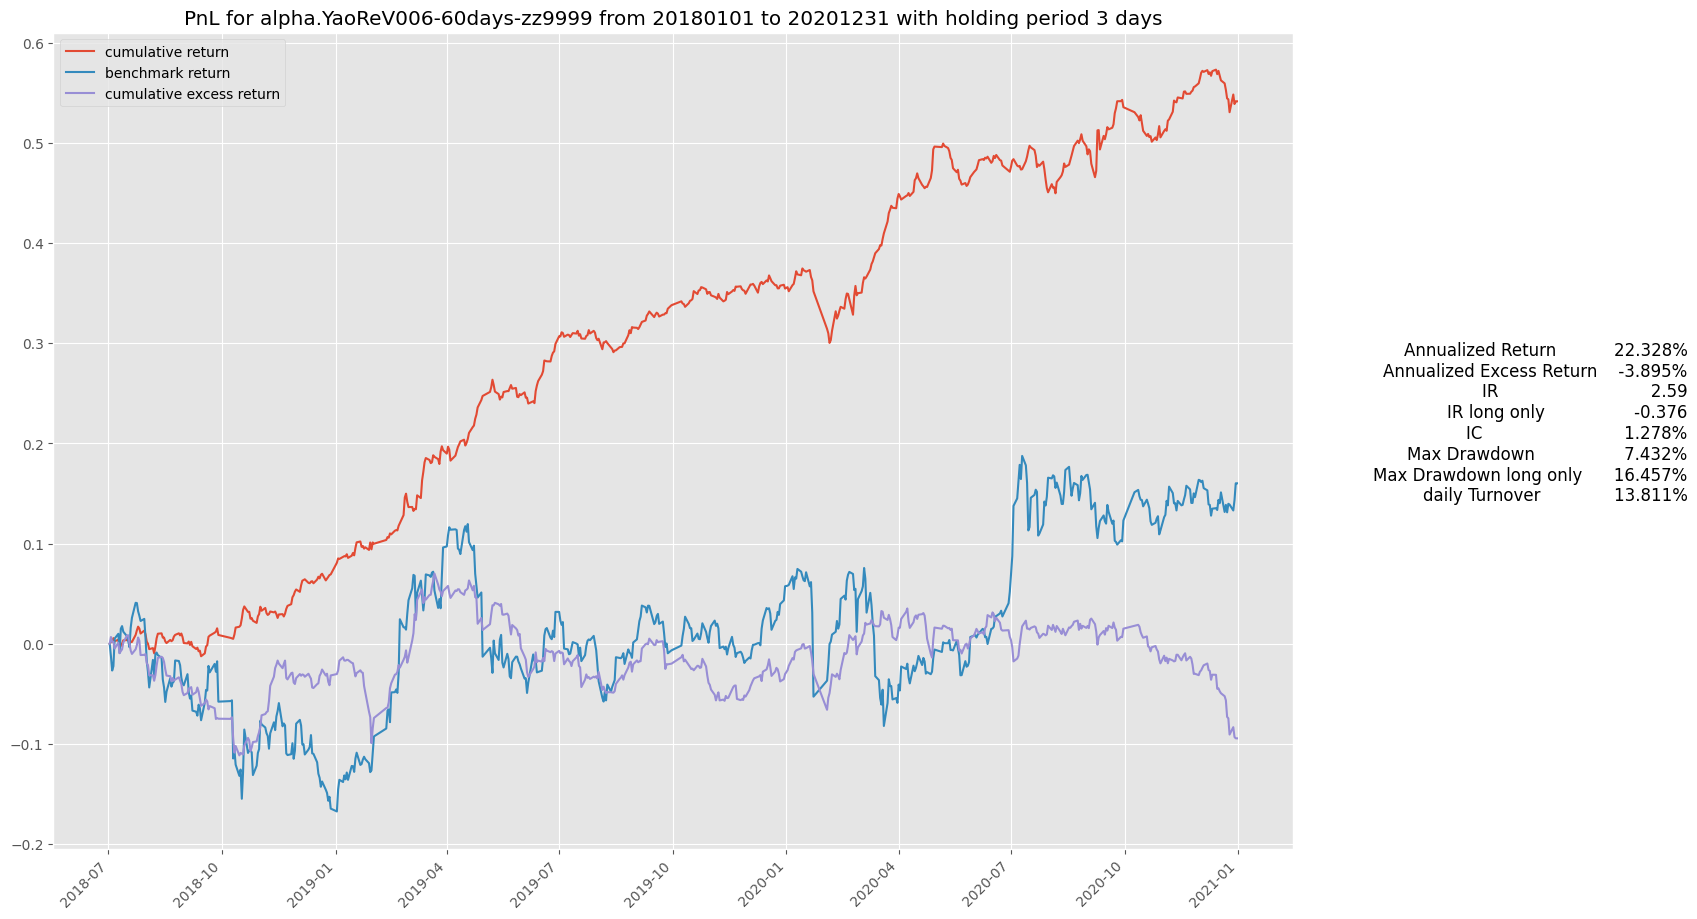 PnL for alpha.YaoReV006-60days-zz9999 from 20180101 to 20201231 with holding period 3 days
cumulative return
benchmark return
cumulative excess return
0.6
0.5
0.4
0.3
0.2
0.1
0.0
−0.1
−0.2
2018-07
2018-10
2019-01
2019-04
2019-07
2019-10
2020-01
2020-04
2020-07
2020-10
2021-01
Annualized Return 22.328%
Annualized Excess Return -3.895%
IR 2.59
IR long only -0.376
IC 1.278%
Max Drawdown 7.432%
Max Drawdown long only 16.457%
daily Turnover 13.811%